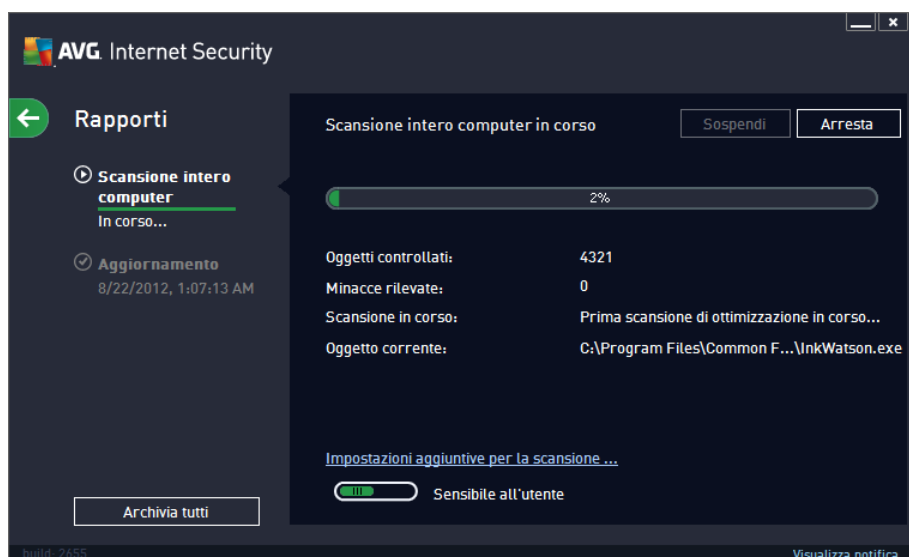 AVG. Internet Security
Rapporti
Scansione intero
computer
In corso...
Aggiornamento
8/22/2012, 1:07:13 AM
Archivia tutti
Scansione intero computer in corso
Sospendi
Arresta
2%
Oggetti controllati: 4321
Minacce rilevate: 0
Scansione in corso: Prima scansione di ottimizzazione in corso...
Oggetto corrente: C:\Program Files\Common F...\InkWatson.exe
Impostazioni aggiuntive per la scansione ...
Sensibile all'utente
build: 2655
Visualizza notifica